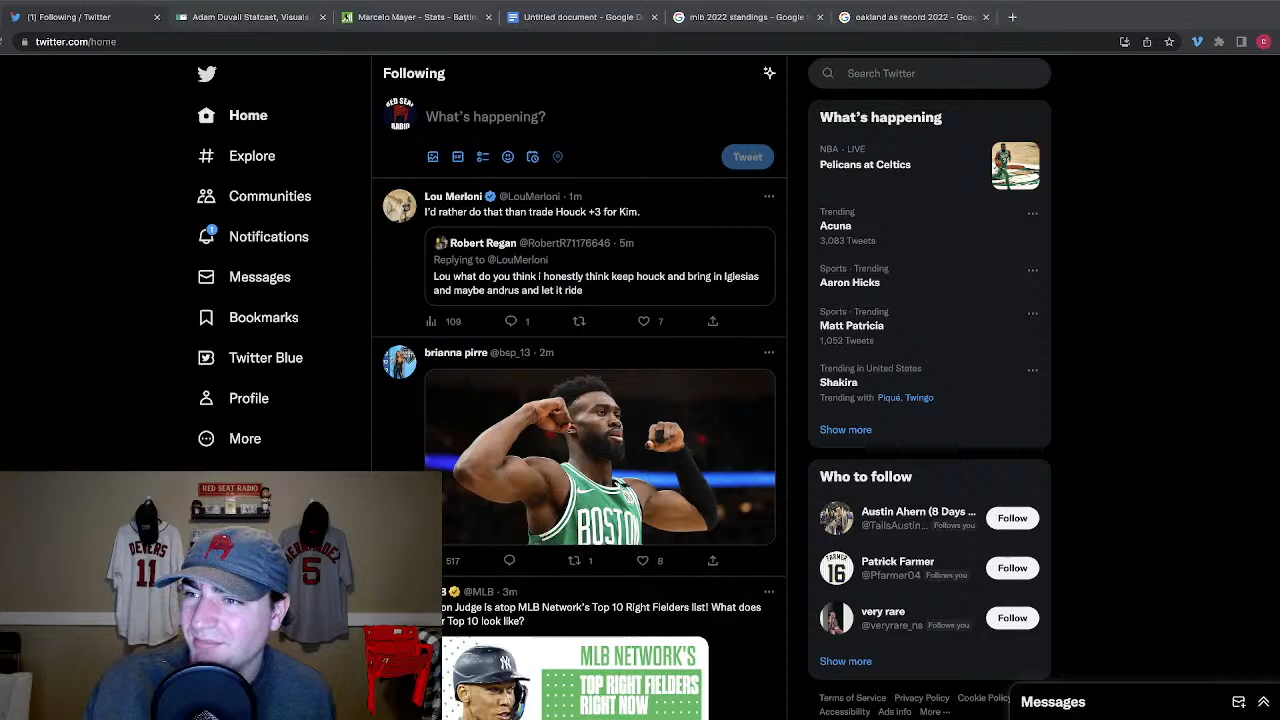 (1) Following / Twitter
Adam Duvall Statcast, Visuals
Marcelo Mayer - Stats - Battin
Untitled document - Google D
mlb 2022 standings - Google
oakland as record 2022 - Goo
twitter.com/home
Following
Search Twitter
RED SEAT
RADIO
What's happening?
Tweet
Home
Explore
Communities
1
Notifications
Messages
Bookmarks
Twitter Blue
Profile
More
Lou Merloni @LouMerloni · 1m
I'd rather do that than trade Houck +3 for Kim.
Robert Regan @RobertR71176646 · 5m
Replying to @LouMerloni
Lou what do you think i honestly think keep houck and bring in Iglesias
and maybe andrus and let it ride
109
1
7
brianna pirre @bsp_13 · 2m
BOSTON
517
1
8
@MLB · 3m
on Judge is atop MLB Network's Top 10 Right Fielders list! What does
r Top 10 look like?
MLB NETWORK'S
TOP RIGHT FIELDERS
RIGHT NOW
What's happening
NBA · LIVE
Pelicans at Celtics
Trending
Acuna
3,083 Tweets
Sports · Trending
Aaron Hicks
Sports · Trending
Matt Patricia
1,052 Tweets
Trending in United States
Shakira
Trending with Piqué, Twingo
Show more
Who to follow
Austin Ahern (8 Days ...
@TailsAustin... Follows you
Follow
FARMER
16
Patrick Farmer
@Pfarmer04 Follows you
Follow
very rare
@veryrare_ns Follows you
Follow
Show more
Terms of Service Privacy Policy Cookie Policy
Accessibility Ads info More ...
Messages
RED SEAT RADIO
DEVERS
11
HERNANDEZ
5